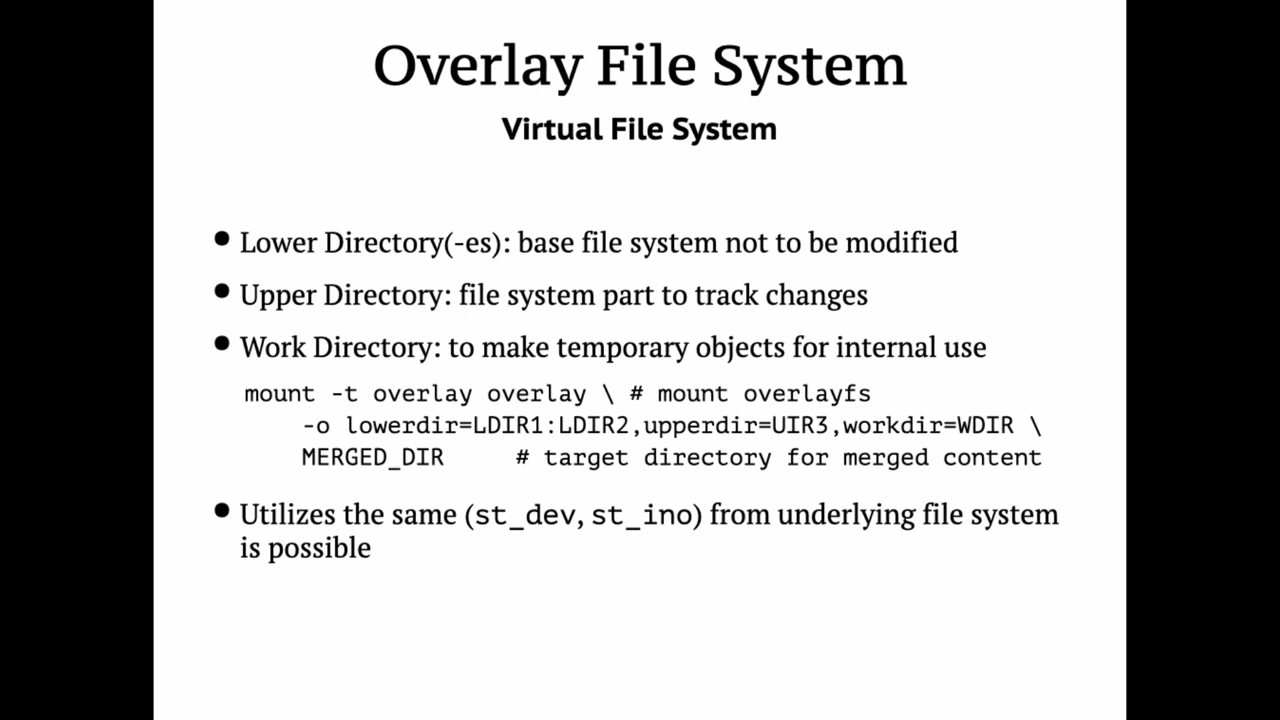 Overlay File System
Virtual File System
• Lower Directory(-es): base file system not to be modified
• Upper Directory: file system part to track changes
• Work Directory: to make temporary objects for internal use
mount -t overlay overlay \ # mount overlayfs
    -o lowerdir=LDIR1:LDIR2,upperdir=UIR3,workdir=WDIR \
    MERGED_DIR     # target directory for merged content
• Utilizes the same (st_dev, st_ino) from underlying file system
is possible